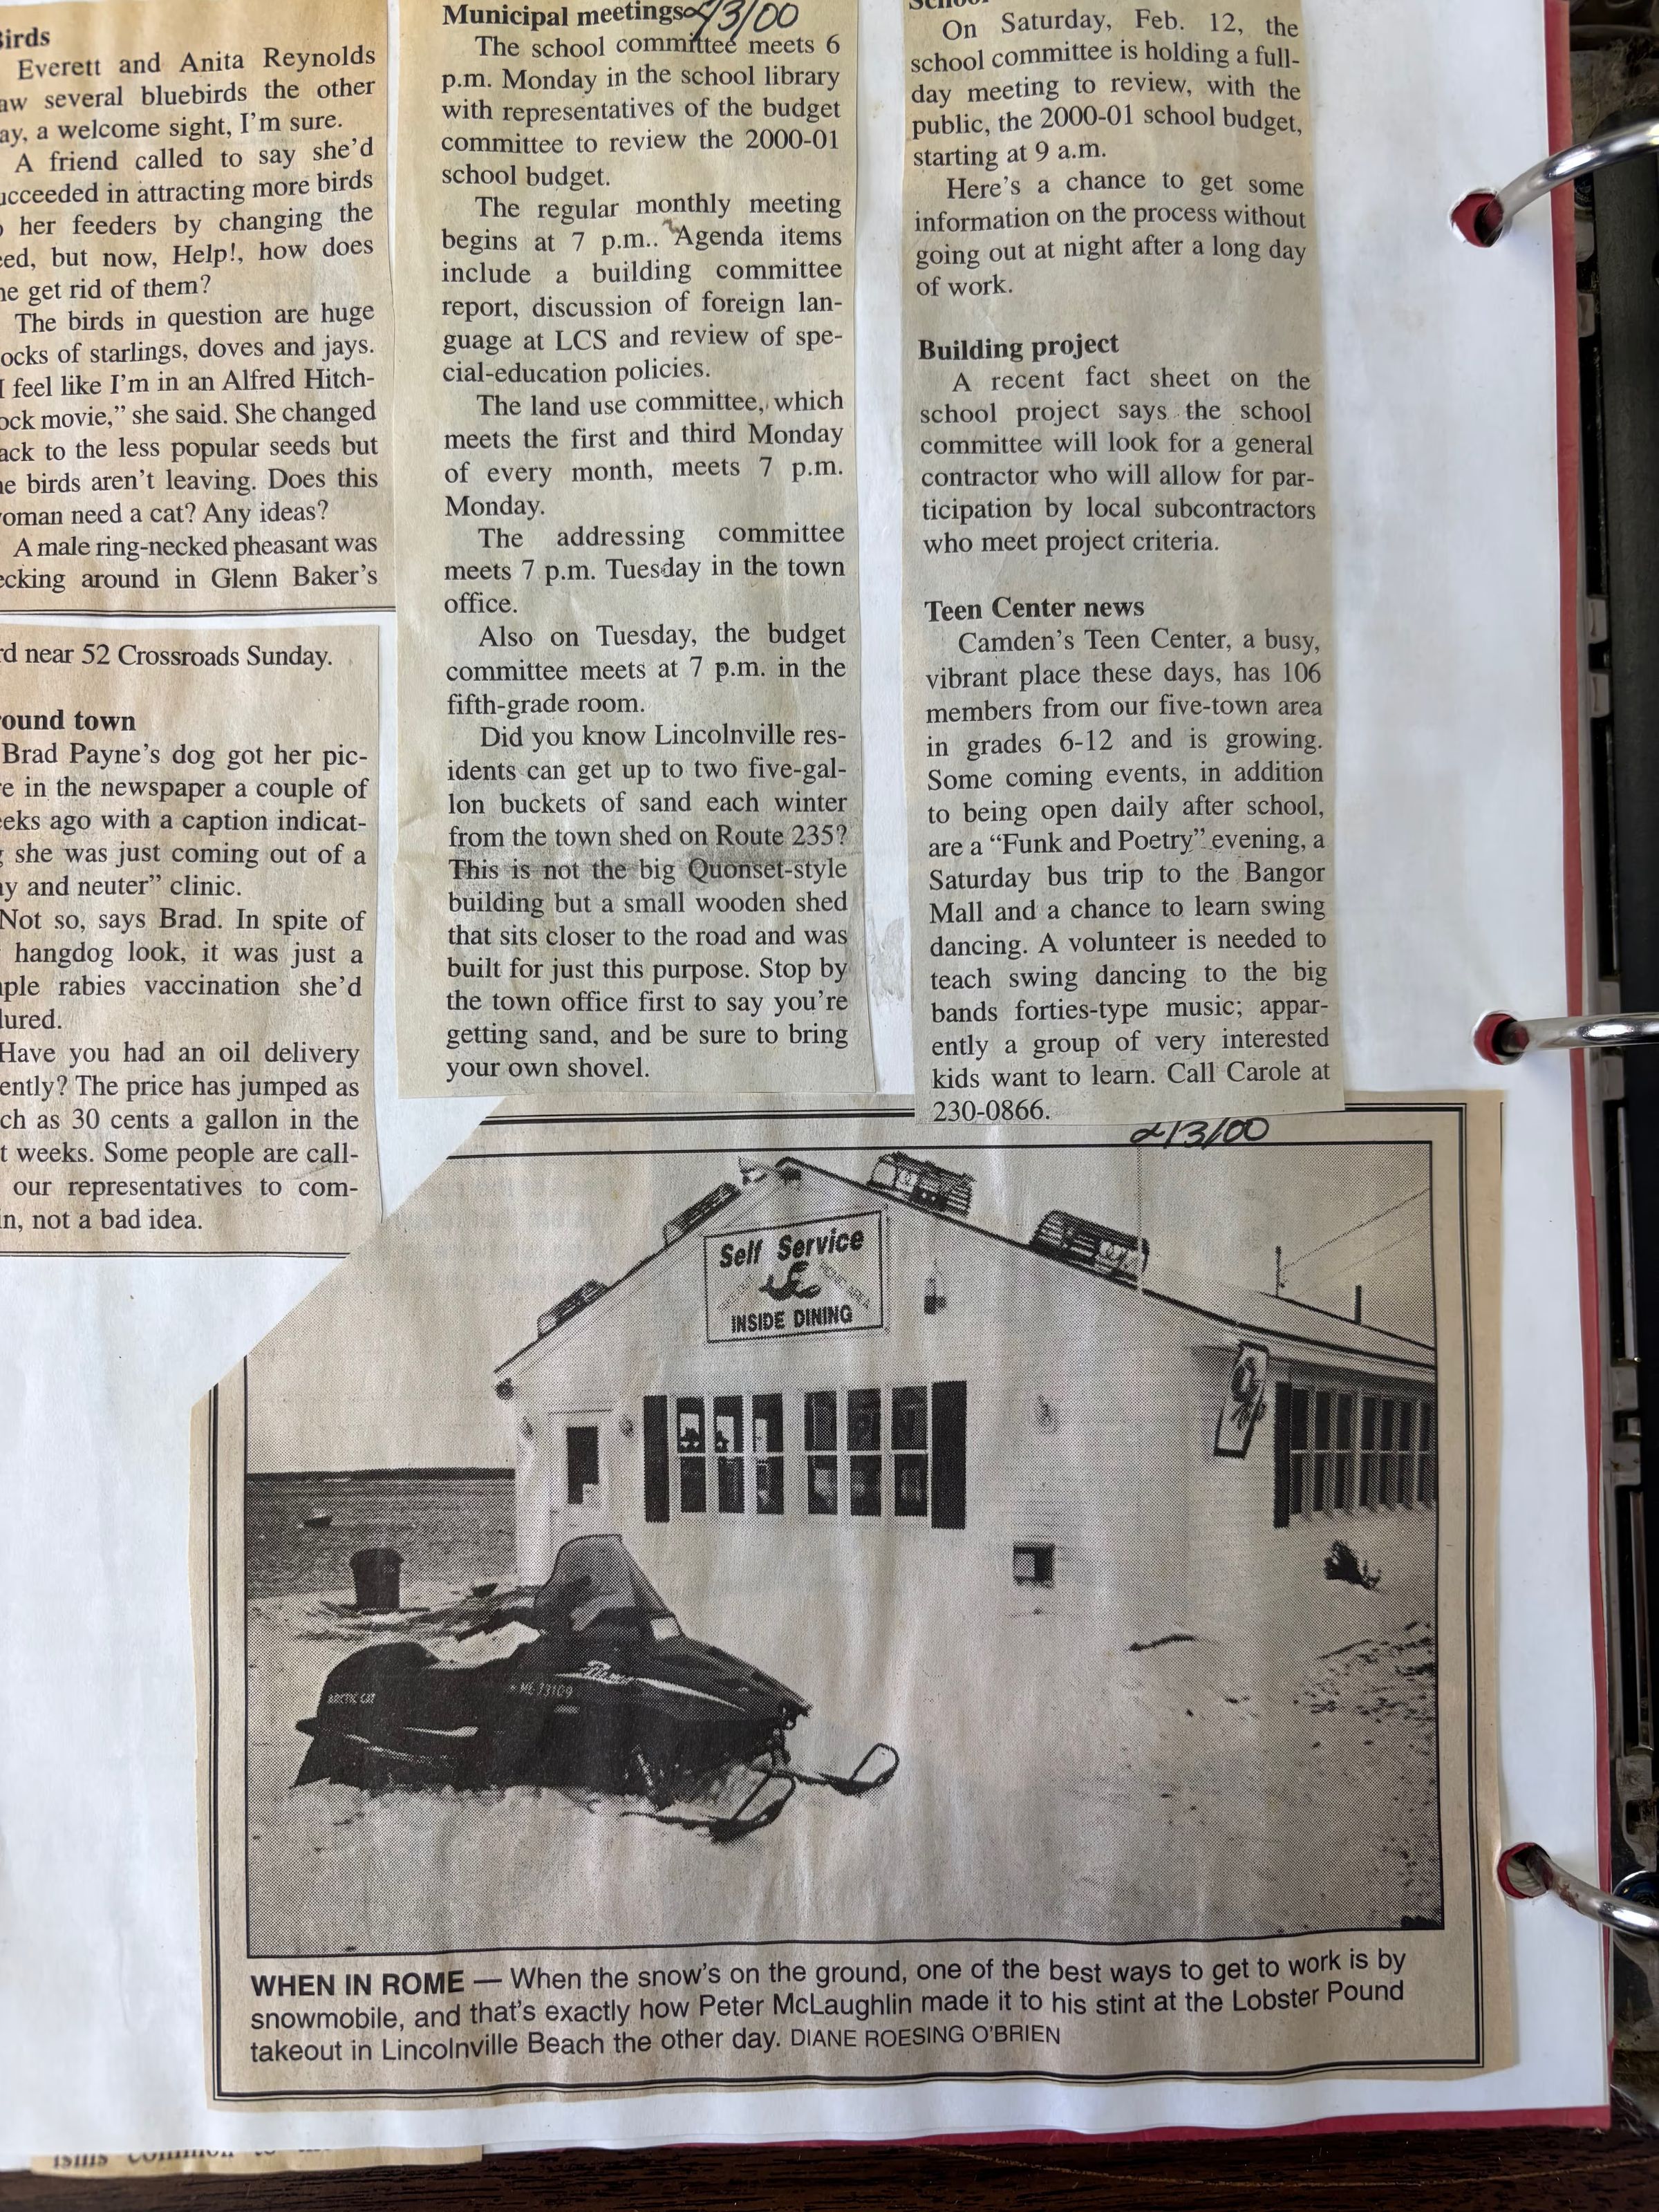 Birds
Everett and Anita Reynolds
aw several bluebirds the other
ay, a welcome sight, I'm sure.
A friend called to say she'd
ucceeded in attracting more birds
o her feeders by changing the
eed, but now, Help!, how does
he get rid of them?
The birds in question are huge
ocks of starlings, doves and jays.
I feel like I'm in an Alfred Hitch-
ock movie," she said. She changed
ack to the less popular seeds but
he birds aren't leaving. Does this
oman need a cat? Any ideas?
A male ring-necked pheasant was
ecking around in Glenn Baker's
rd near 52 Crossroads Sunday.
ound town
Brad Payne's dog got her pic-
re in the newspaper a couple of
eeks ago with a caption indicat-
g she was just coming out of a
ay and neuter" clinic.
Not so, says Brad. In spite of
hangdog look, it was just a
mple rabies vaccination she'd
dured.
Have you had an oil delivery
ently? The price has jumped as
ch as 30 cents a gallon in the
t weeks. Some people are call-
our representatives to com-
in, not a bad idea.
Municipal meetings 2/3/00
The school committee meets 6
p.m. Monday in the school library
with representatives of the budget
committee to review the 2000-01
school budget.
The regular monthly meeting
begins at 7 p.m.. Agenda items
include a building committee
report, discussion of foreign lan-
guage at LCS and review of spe-
cial-education policies.
The land use committee, which
meets the first and third Monday
of every month, meets 7 p.m.
Monday.
The addressing committee
meets 7 p.m. Tuesday in the town
office.
Also on Tuesday, the budget
committee meets at 7 p.m. in the
fifth-grade room.
Did you know Lincolnville res-
idents can get up to two five-gal-
lon buckets of sand each winter
from the town shed on Route 235?
This is not the big Quonset-style
building but a small wooden shed
that sits closer to the road and was
built for just this purpose. Stop by
the town office first to say you're
getting sand, and be sure to bring
your own shovel.
School
On Saturday, Feb. 12, the
school committee is holding a full-
day meeting to review, with the
public, the 2000-01 school budget,
starting at 9 a.m.
Here's a chance to get some
information on the process without
going out at night after a long day
of work.
Building project
A recent fact sheet on the
school project says the school
committee will look for a general
contractor who will allow for par-
ticipation by local subcontractors
who meet project criteria.
Teen Center news
Camden's Teen Center, a busy,
vibrant place these days, has 106
members from our five-town area
in grades 6-12 and is growing.
Some coming events, in addition
to being open daily after school,
are a "Funk and Poetry" evening, a
Saturday bus trip to the Bangor
Mall and a chance to learn swing
dancing. A volunteer is needed to
teach swing dancing to the big
bands forties-type music; appar-
ently a group of very interested
kids want to learn. Call Carole at
230-0866.
2/3/00
Self Service
PICNIC AREA
INSIDE DINING
ARCTIC CAT
ME 73109
WHEN IN ROME — When the snow's on the ground, one of the best ways to get to work is by
snowmobile, and that's exactly how Peter McLaughlin made it to his stint at the Lobster Pound
takeout in Lincolnville Beach the other day. DIANE ROESING O'BRIEN